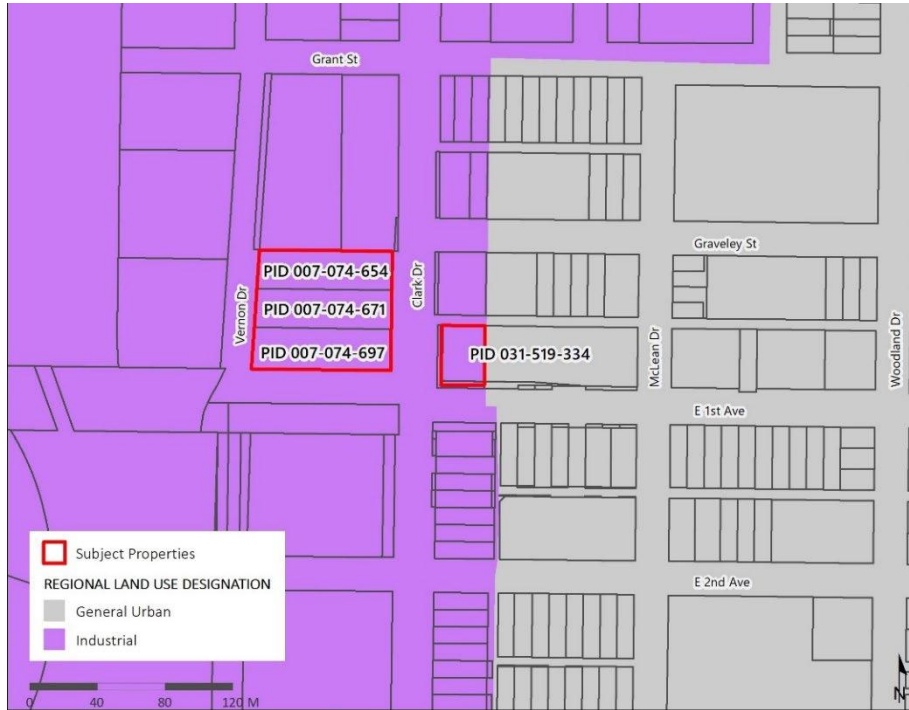 Grant St
Graveley St
PID 007-074-654
Clark Dr
PID 007-074-671
Vernon Dr
PID 007-074-697
PID 031-519-334
McLean Dr
Woodland Dr
E 1st Ave
Subject Properties
REGIONAL LAND USE DESIGNATION
General Urban
Industrial
E 2nd Ave
0 40 80 120 M
N